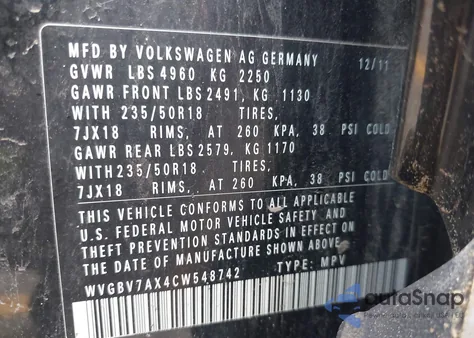 MFD BY VOLKSWAGEN AG GERMANY 12/11
GVWR LBS 4960 KG 2250
GAWR FRONT LBS 2491, KG 1130
WITH 235/50R18 TIRES,
7JX18 RIMS, AT 260 KPA, 38 PSI COLD
GAWR REAR LBS 2579, KG 1170
WITH 235/50R18 TIRES,
7JX18 RIMS, AT 260 KPA, 38 PSI COLD
THIS VEHICLE CONFORMS TO ALL APPLICABLE
U.S. FEDERAL MOTOR VEHICLE SAFETY AND
THEFT PREVENTION STANDARDS IN EFFECT ON
THE DATE OF MANUFACTURE SHOWN ABOVE
WVGBV7AX4CW548742 TYPE: MPV
autoSnap